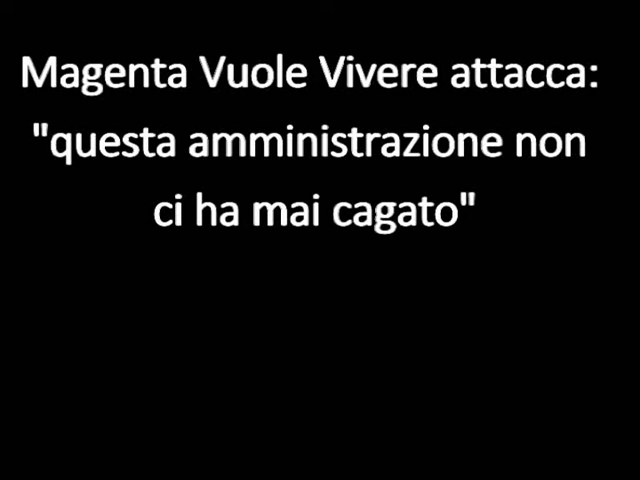 Magenta Vuole Vivere attacca:
"questa amministrazione non
ci ha mai cagato"